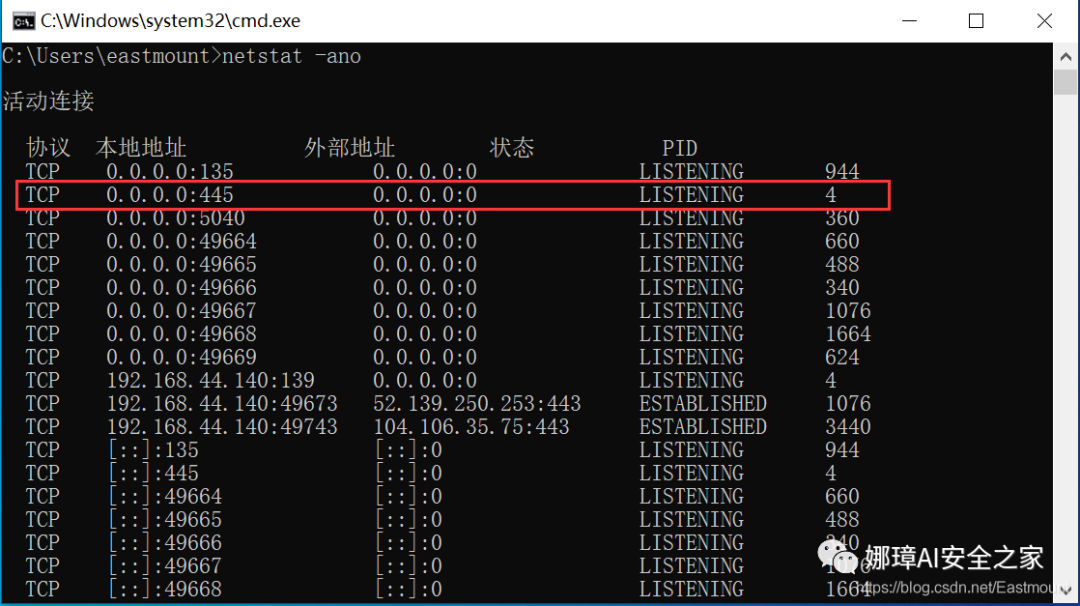 C:\Windows\system32\cmd.exe
C:\Users\eastmount>netstat -ano
活动连接
协议 本地地址 外部地址 状态 PID
TCP 0.0.0.0:135 0.0.0.0:0 LISTENING 944
TCP 0.0.0.0:445 0.0.0.0:0 LISTENING 4
TCP 0.0.0.0:5040 0.0.0.0:0 LISTENING 360
TCP 0.0.0.0:49664 0.0.0.0:0 LISTENING 660
TCP 0.0.0.0:49665 0.0.0.0:0 LISTENING 488
TCP 0.0.0.0:49666 0.0.0.0:0 LISTENING 340
TCP 0.0.0.0:49667 0.0.0.0:0 LISTENING 1076
TCP 0.0.0.0:49668 0.0.0.0:0 LISTENING 1664
TCP 0.0.0.0:49669 0.0.0.0:0 LISTENING 624
TCP 192.168.44.140:139 0.0.0.0:0 LISTENING 4
TCP 192.168.44.140:49673 52.139.250.253:443 ESTABLISHED 1076
TCP 192.168.44.140:49743 104.106.35.75:443 ESTABLISHED 3440
TCP [::]:135 [::]:0 LISTENING 944
TCP [::]:445 [::]:0 LISTENING 4
TCP [::]:49664 [::]:0 LISTENING 660
TCP [::]:49665 [::]:0 LISTENING 488
TCP [::]:49666 [::]:0 LISTENING
TCP [::]:49667 [::]:0 LISTENING
TCP [::]:49668 [::]:0 LISTENING 1664
娜璋AI安全之家
https://blog.csdn.net/Eastmount